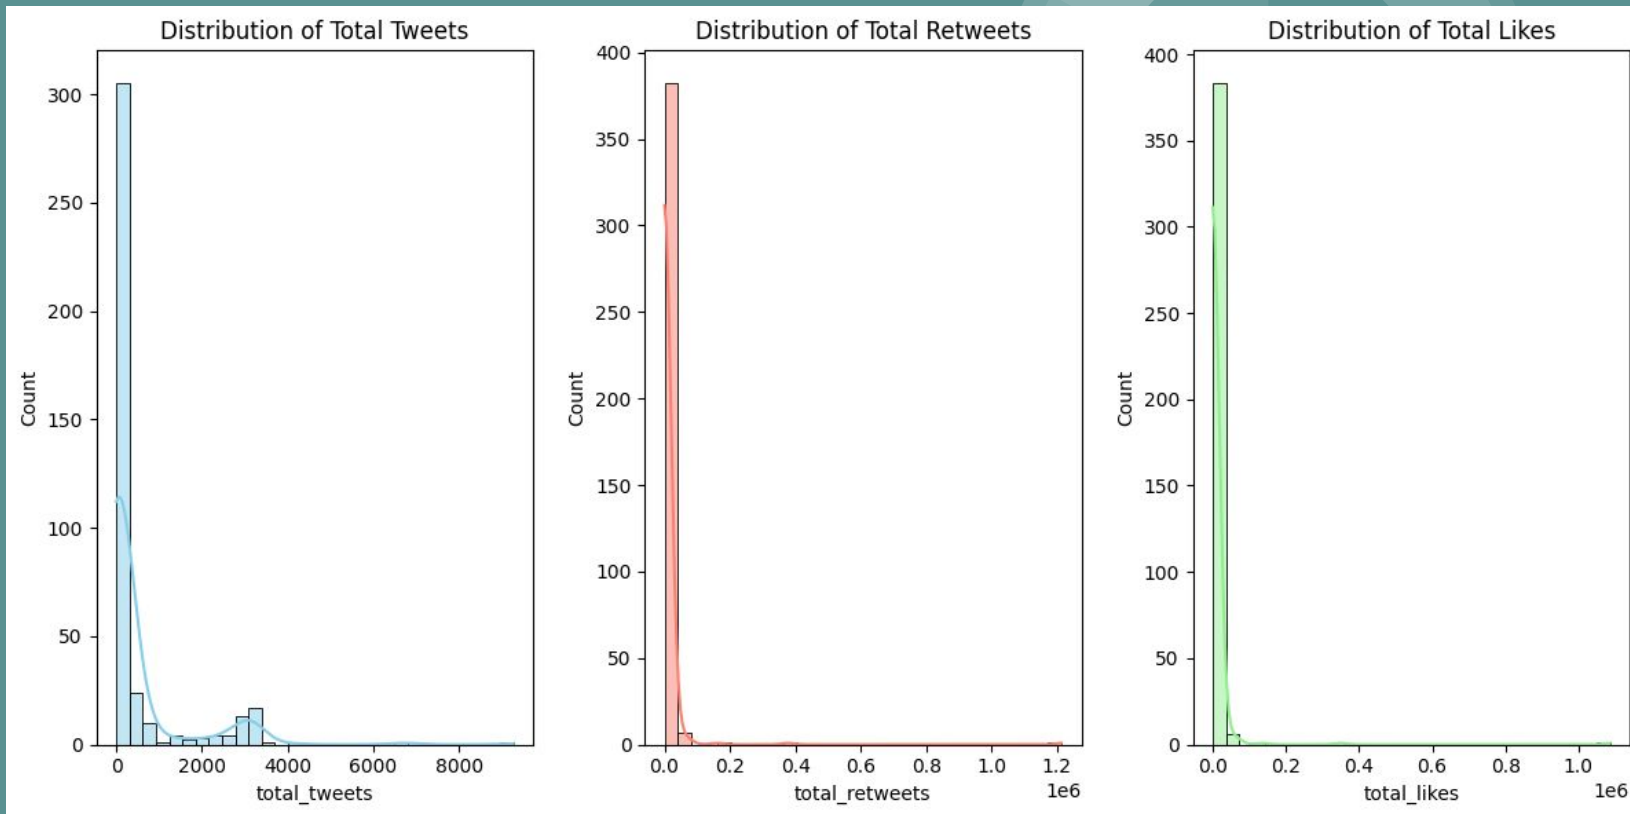 Distribution of Total Tweets
300
250
200
150
100
50
0
Count
0 2000 4000 6000 8000
total_tweets
Distribution of Total Retweets
400
350
300
250
200
150
100
50
0
Count
0.0 0.2 0.4 0.6 0.8 1.0 1.2
1e6
total_retweets
Distribution of Total Likes
400
350
300
250
200
150
100
50
0
Count
0.0 0.2 0.4 0.6 0.8 1.0
1e6
total_likes